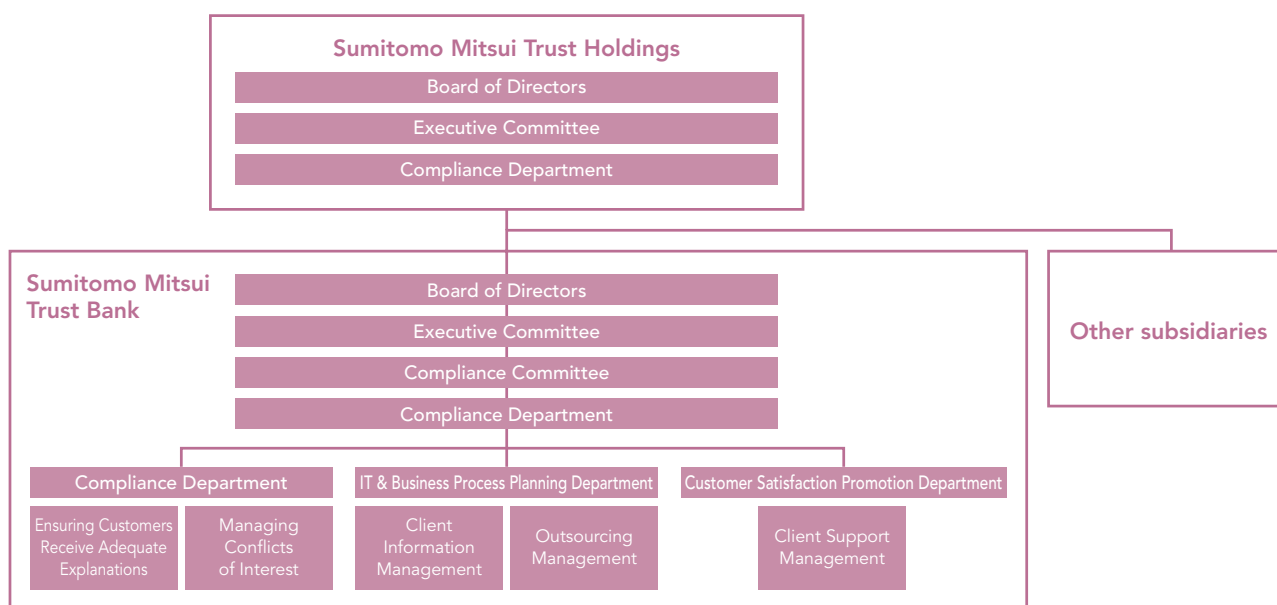 Sumitomo Mitsui Trust Holdings
Board of Directors
Executive Committee
Compliance Department
Sumitomo Mitsui
Trust Bank
Board of Directors
Executive Committee
Compliance Committee
Compliance Department
Other subsidiaries
Compliance Department
Ensuring Customers
Receive Adequate
Explanations
Managing
Conflicts
of Interest
IT & Business Process Planning Department
Client
Information
Management
Outsourcing
Management
Customer Satisfaction Promotion Department
Client Support
Management